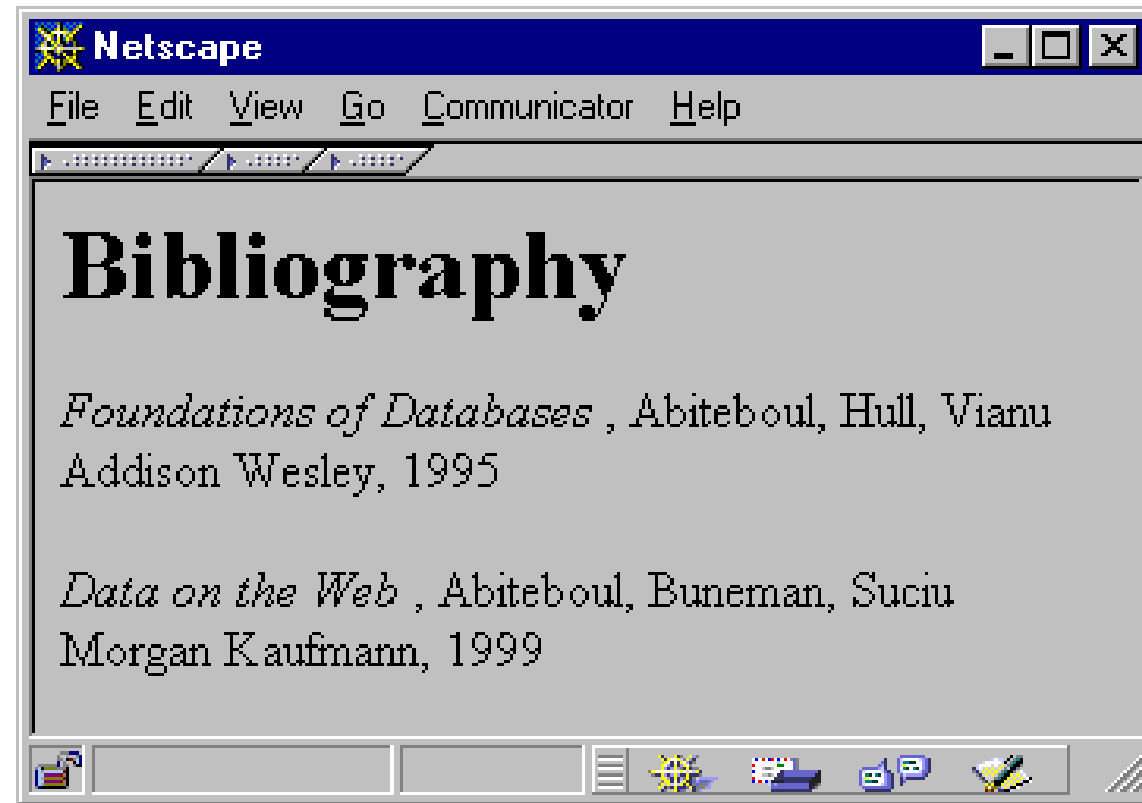 Netscape
File Edit View Go Communicator Help
Bibliography
Foundations of Databases , Abiteboul, Hull, Vianu
Addison Wesley, 1995
Data on the Web , Abiteboul, Buneman, Suciu
Morgan Kaufmann, 1999